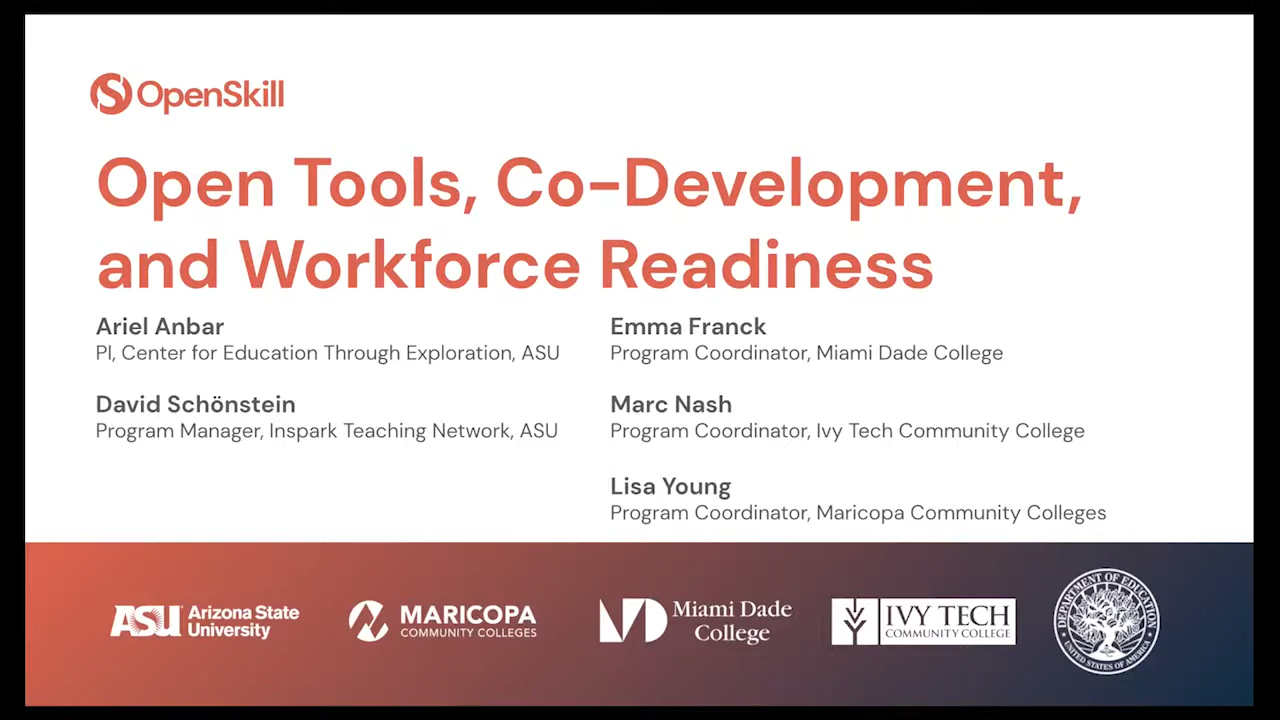 OpenSkill
Open Tools, Co-Development,
and Workforce Readiness
Ariel Anbar
PI, Center for Education Through Exploration, ASU
David Schönstein
Program Manager, Inspark Teaching Network, ASU
Emma Franck
Program Coordinator, Miami Dade College
Marc Nash
Program Coordinator, Ivy Tech Community College
Lisa Young
Program Coordinator, Maricopa Community Colleges
ASU Arizona State
University
MARICOPA
COMMUNITY COLLEGES
Miami Dade
College
IVY TECH
COMMUNITY COLLEGE
DEPARTMENT OF EDUCATION
UNITED STATES OF AMERICA